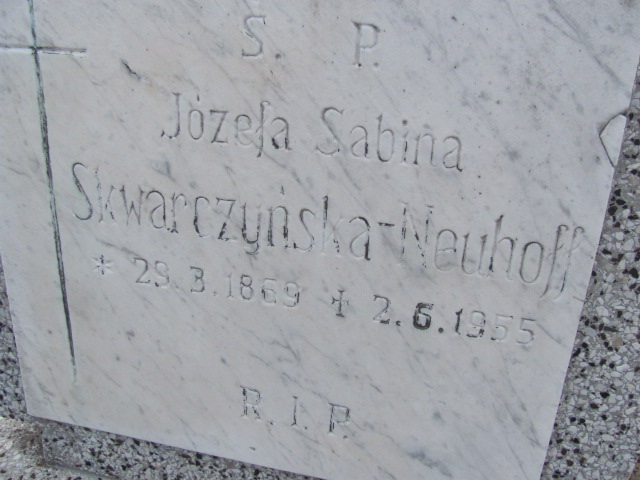 Ś. P.
Józefa Sabina
Skwarczyńska-Neuhoff
* 29.3.1869 ✝ 2.6.1955
R.I.P.